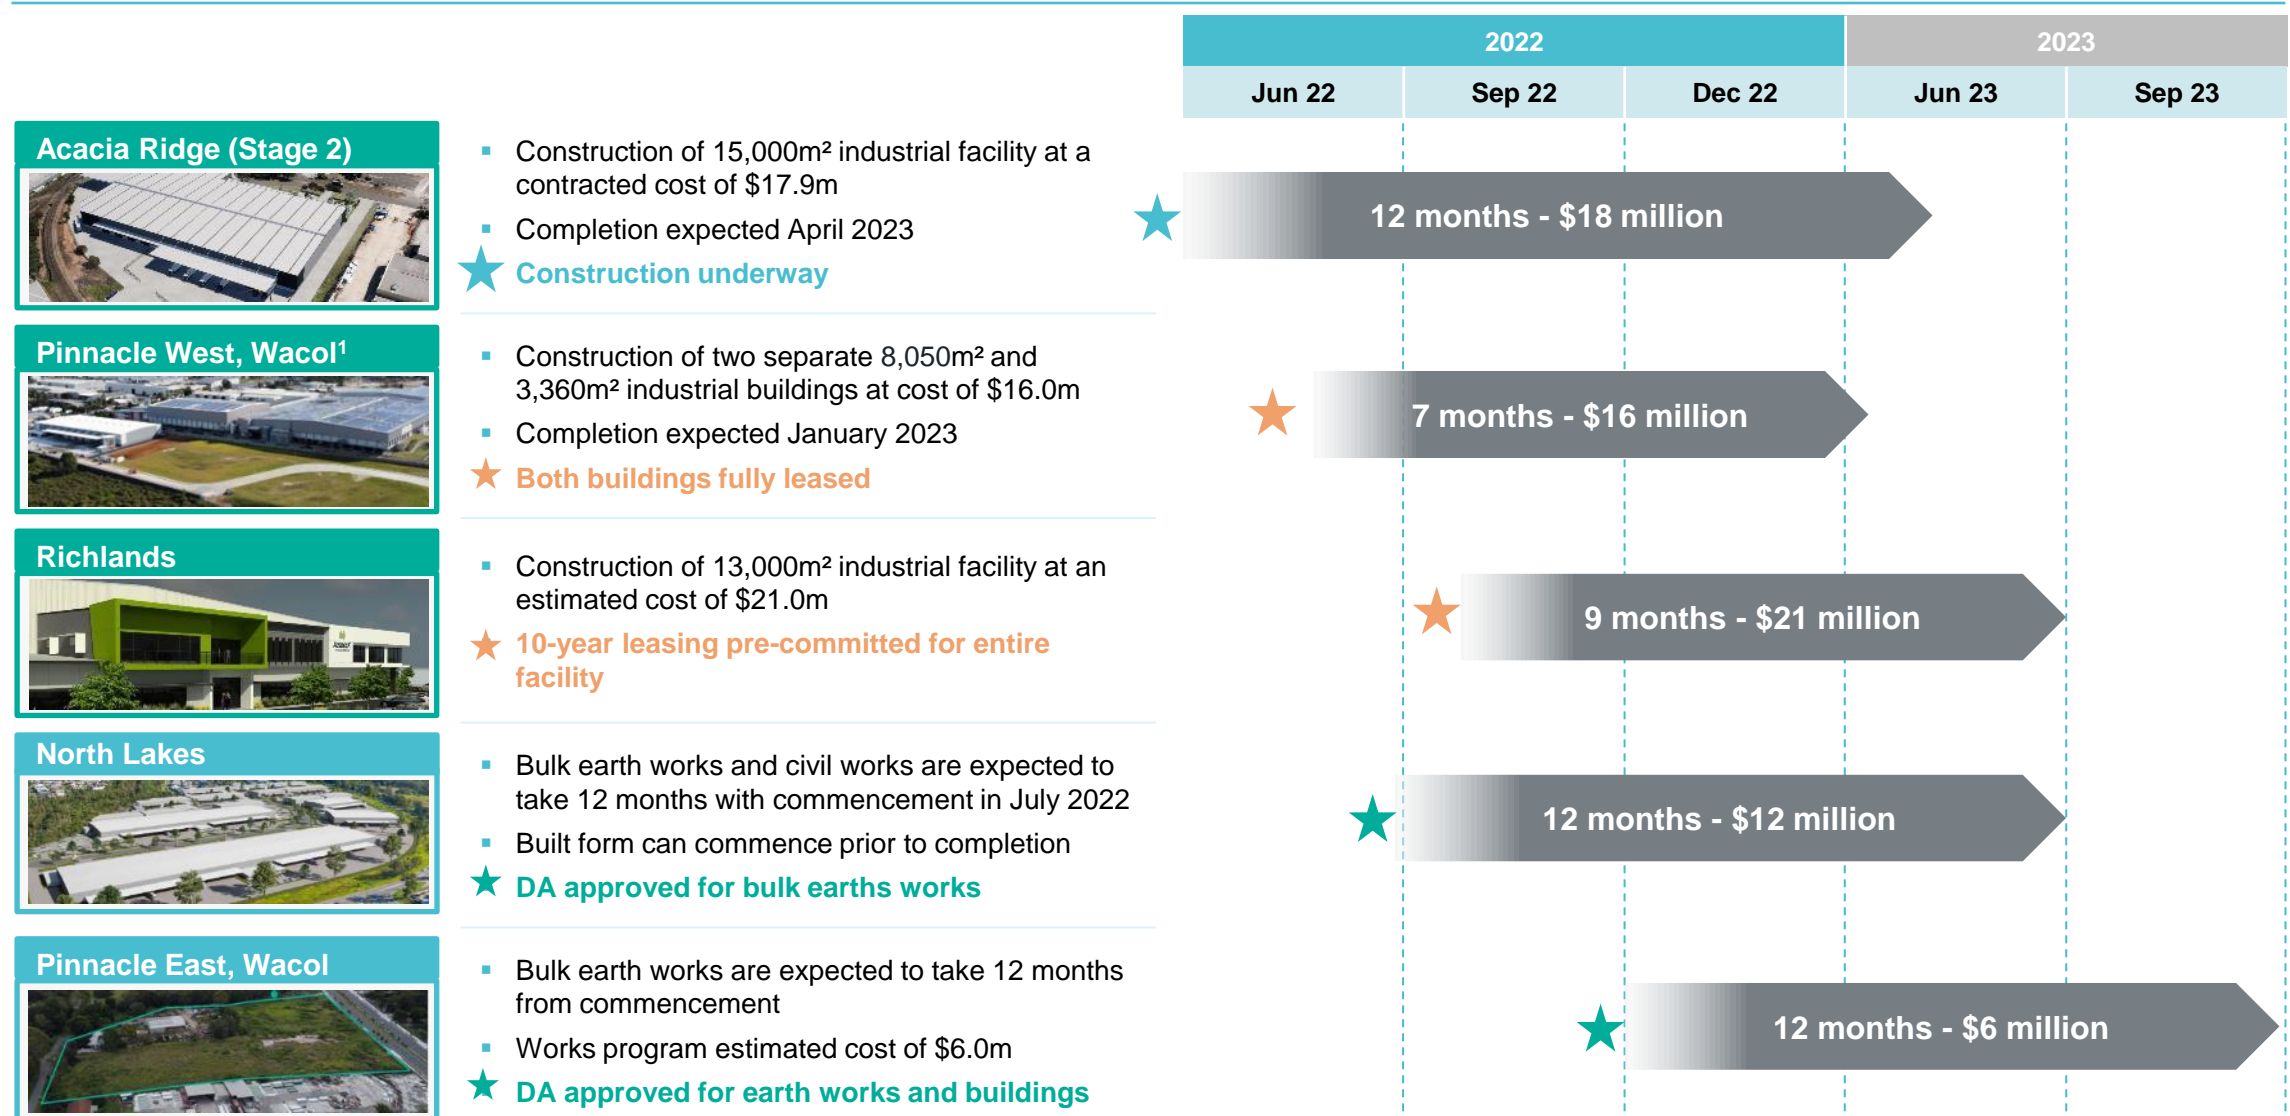 2022
2023
Jun 22
Sep 22
Dec 22
Jun 23
Sep 23
Acacia Ridge (Stage 2)
▪ Construction of 15,000m² industrial facility at a
contracted cost of $17.9m
▪ Completion expected April 2023
Construction underway
12 months - $18 million
Pinnacle West, Wacol¹
▪ Construction of two separate 8,050m² and
3,360m² industrial buildings at cost of $16.0m
▪ Completion expected January 2023
Both buildings fully leased
7 months - $16 million
Richlands
▪ Construction of 13,000m² industrial facility at an
estimated cost of $21.0m
10-year leasing pre-committed for entire
facility
9 months - $21 million
North Lakes
▪ Bulk earth works and civil works are expected to
take 12 months with commencement in July 2022
▪ Built form can commence prior to completion
DA approved for bulk earths works
12 months - $12 million
Pinnacle East, Wacol
▪ Bulk earth works are expected to take 12 months
from commencement
▪ Works program estimated cost of $6.0m
DA approved for earth works and buildings
12 months - $6 million